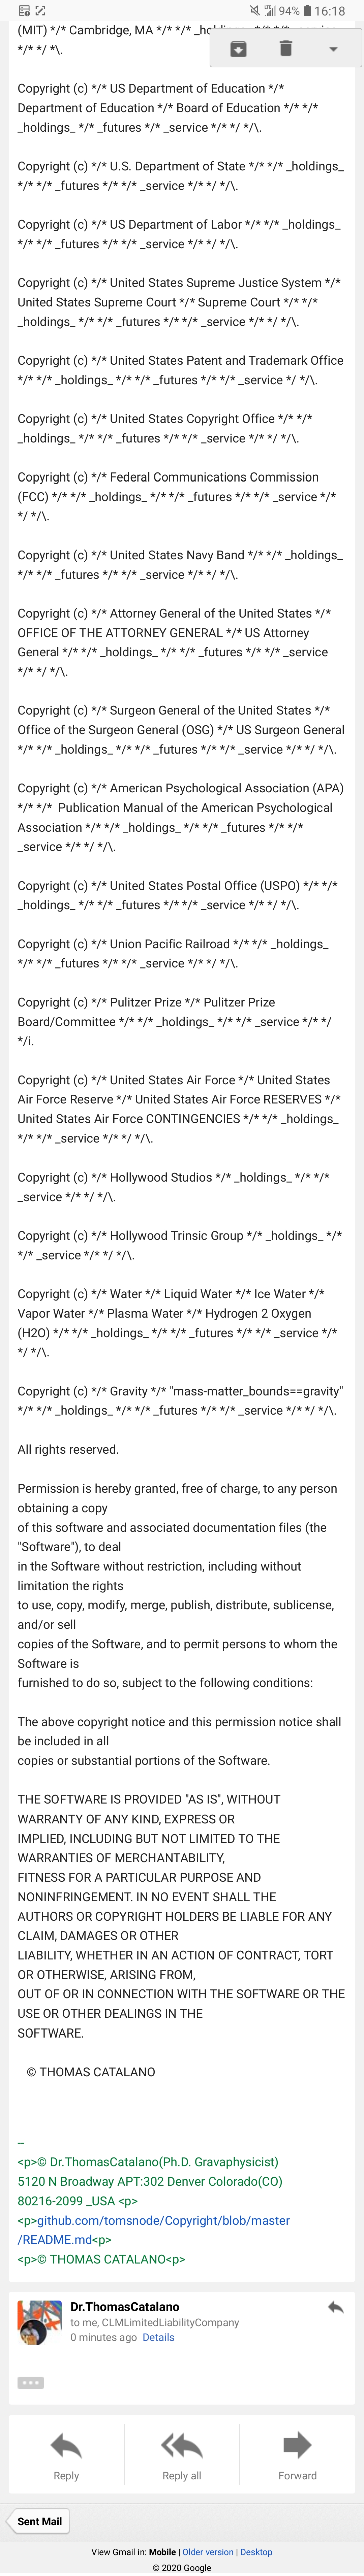 94% 16:18
(MIT) */* Cambridge, MA */* */*
*/* */ *\.
Copyright (c) */* US Department of Education */*
Department of Education */* Board of Education */* */*
_holdings_ */* _futures */* _service */* */ */\.
Copyright (c) */* U.S. Department of State */* */* _holdings_
*/* */* _futures */* */* _service */* */ */\.
Copyright (c) */* US Department of Labor */* */* _holdings_
*/* */* _futures */* */* _service */* */ */\.
Copyright (c) */* United States Supreme Justice System */*
United States Supreme Court */* Supreme Court */* */*
_holdings_ */* */* _futures */* */* _service */* */ */\.
Copyright (c) */* United States Patent and Trademark Office
*/* */* _holdings_ */* */* _futures */* */* _service */ */\.
Copyright (c) */* United States Copyright Office */* */*
_holdings_ */* */* _futures */* */* _service */* */ */\.
Copyright (c) */* Federal Communications Commission
(FCC) */* */* _holdings_ */* */* _futures */* */* _service */*
*/ */\.
Copyright (c) */* United States Navy Band */* */* _holdings_
*/* */* _futures */* */* _service */* */ */\.
Copyright (c) */* Attorney General of the United States */*
OFFICE OF THE ATTORNEY GENERAL */* US Attorney
General */* */* _holdings_ */* */* _futures */* */* _service
*/* */ */\.
Copyright (c) */* Surgeon General of the United States */*
Office of the Surgeon General (OSG) */* US Surgeon General
*/* */* _holdings_ */* */* _futures */* */* _service */* */ */\.
Copyright (c) */* American Psychological Association (APA)
*/* */*  Publication Manual of the American Psychological
Association */* */* _holdings_ */* */* _futures */* */*
_service */* */ */\.
Copyright (c) */* United States Postal Office (USPO) */* */*
_holdings_ */* */* _futures */* */* _service */* */ */\.
Copyright (c) */* Union Pacific Railroad */* */* _holdings_
*/* */* _futures */* */* _service */* */ */\.
Copyright (c) */* Pulitzer Prize */* Pulitzer Prize
Board/Committee */* */* _holdings_ */* */* _service */* */
*/i.
Copyright (c) */* United States Air Force */* United States
Air Force Reserve */* United States Air Force RESERVES */*
United States Air Force CONTINGENCIES */* */* _holdings_
*/* */* _service */* */ */\.
Copyright (c) */* Hollywood Studios */* _holdings_ */* */*
_service */* */ */\.
Copyright (c) */* Hollywood Trinsic Group */* _holdings_ */*
*/* _service */* */ */\.
Copyright (c) */* Water */* Liquid Water */* Ice Water */*
Vapor Water */* Plasma Water */* Hydrogen 2 Oxygen
(H2O) */* */* _holdings_ */* */* _futures */* */* _service */*
*/ */\.
Copyright (c) */* Gravity */* "mass-matter_bounds==gravity"
*/* */* _holdings_ */* */* _futures */* */* _service */* */ */\.
All rights reserved.
Permission is hereby granted, free of charge, to any person
obtaining a copy
of this software and associated documentation files (the
"Software"), to deal
in the Software without restriction, including without
limitation the rights
to use, copy, modify, merge, publish, distribute, sublicense,
and/or sell
copies of the Software, and to permit persons to whom the
Software is
furnished to do so, subject to the following conditions:
The above copyright notice and this permission notice shall
be included in all
copies or substantial portions of the Software.
THE SOFTWARE IS PROVIDED "AS IS", WITHOUT
WARRANTY OF ANY KIND, EXPRESS OR
IMPLIED, INCLUDING BUT NOT LIMITED TO THE
WARRANTIES OF MERCHANTABILITY,
FITNESS FOR A PARTICULAR PURPOSE AND
NONINFRINGEMENT. IN NO EVENT SHALL THE
AUTHORS OR COPYRIGHT HOLDERS BE LIABLE FOR ANY
CLAIM, DAMAGES OR OTHER
LIABILITY, WHETHER IN AN ACTION OF CONTRACT, TORT
OR OTHERWISE, ARISING FROM,
OUT OF OR IN CONNECTION WITH THE SOFTWARE OR THE
USE OR OTHER DEALINGS IN THE
SOFTWARE.
© THOMAS CATALANO
--
<p>© Dr.ThomasCatalano(Ph.D. Gravaphysicist)
5120 N Broadway APT:302 Denver Colorado(CO)
80216-2099 _USA <p>
<p>github.com/tomsnode/Copyright/blob/master
/README.md<p>
<p>© THOMAS CATALANO<p>
Dr.ThomasCatalano
to me, CLMLimitedLiabilityCompany
0 minutes ago Details
Reply Reply all Forward
Sent Mail
View Gmail in: Mobile | Older version | Desktop
© 2020 Google